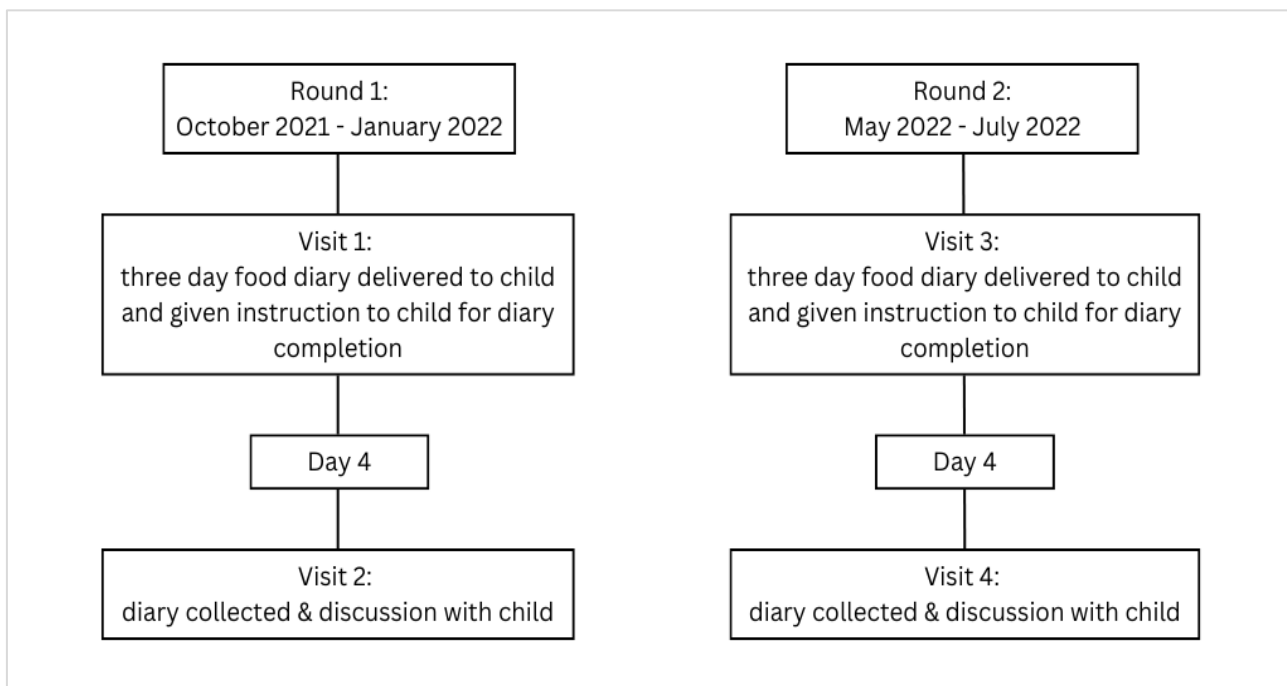 Round 1:
October 2021 - January 2022
Visit 1:
three day food diary delivered to child
and given instruction to child for diary
completion
Day 4
Visit 2:
diary collected & discussion with child
Round 2:
May 2022 - July 2022
Visit 3:
three day food diary delivered to child
and given instruction to child for diary
completion
Day 4
Visit 4:
diary collected & discussion with child